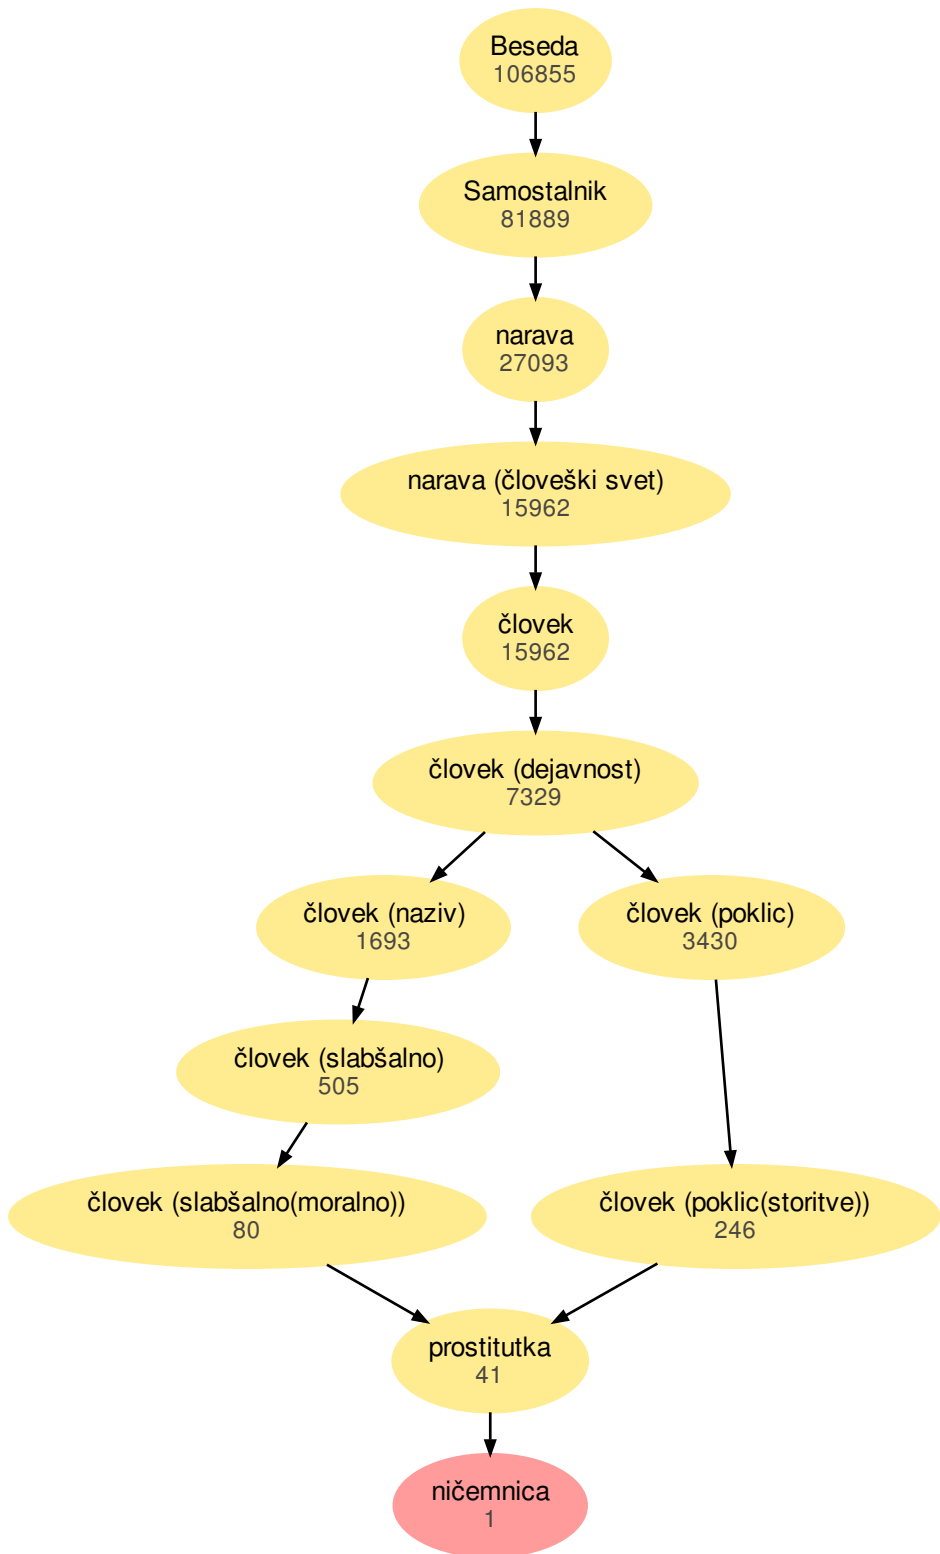 Beseda
106855
Samostalnik
81889
narava
27093
narava (človeški svet)
15962
človek
15962
človek (dejavnost)
7329
človek (naziv)
1693
človek (poklic)
3430
človek (slabšalno)
505
človek (slabšalno(moralno))
80
človek (poklic(storitve))
246
prostitutka
41
ničemnica
1